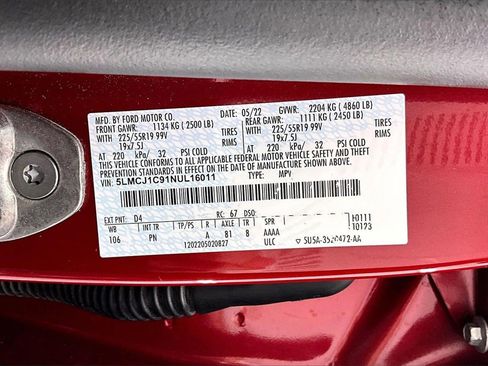 MFD. BY FORD MOTOR CO. DATE: 05/22 GVWR: 2204 KG ( 4860 LB)
FRONT GAWR: 1134 KG ( 2500 LB) REAR GAWR: 1111 KG ( 2450 LB)
WITH 225/55R19 99V TIRES WITH 225/55R19 99V TIRES
19x7.5J RIMS 19x7.5J RIMS
AT 220 kPa/ 32 PSI COLD AT 220 kPa/ 32 PSI COLD
THIS VEHICLE CONFORMS TO ALL APPLICABLE FEDERAL MOTOR VEHICLE SAFETY AND THEFT
PREVENTION STANDARDS IN EFFECT ON THE DATE OF MANUFACTURE SHOWN ABOVE.
VIN: 5LMCJ1C91NUL16011 TYPE: MPV
EXT PNT: D4 RC: 67 DSO:
WB INT TR TP/PS R AXLE TR SPR
106 PN A 81 8 AAAA
1202205020827 ULC
10111
10173